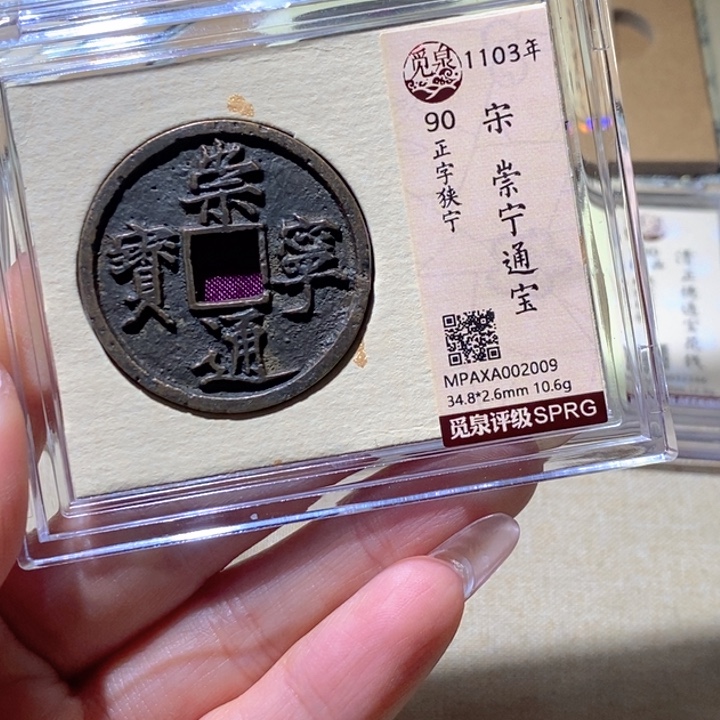 崇
寧
通
寶
觅泉
1103年
90
正字狭宁
宋 崇宁通宝
MPAXA002009
34.8*2.6mm 10.6g
觅泉评级SPRG